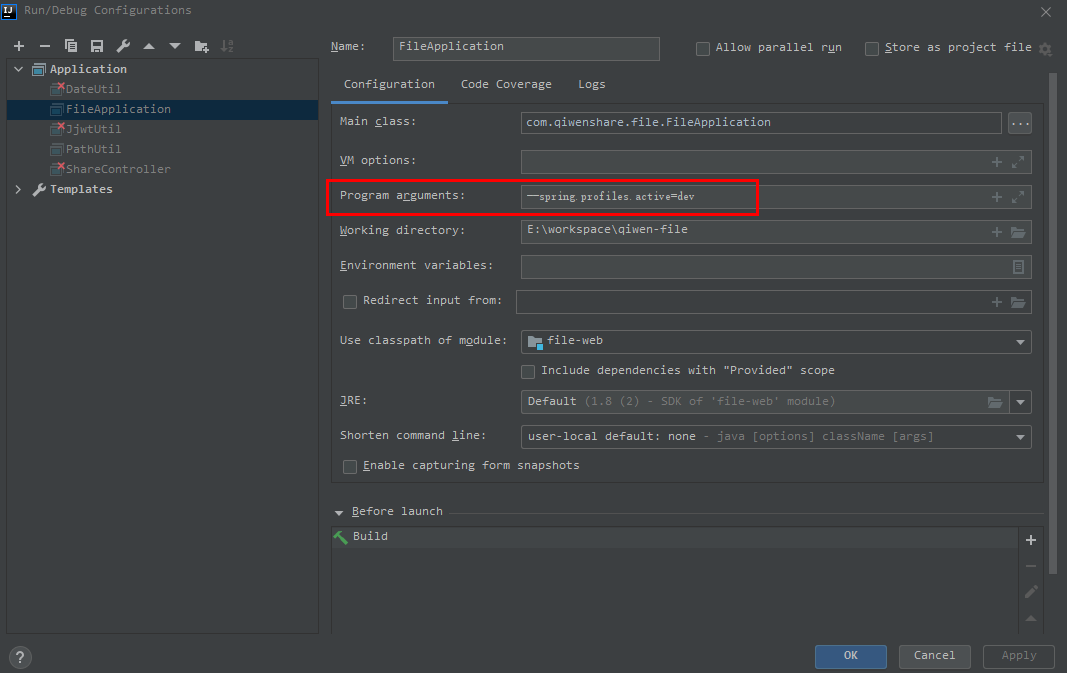 IJ Run/Debug Configurations
Name: FileApplication
Allow parallel run
Store as project file
Application
DateUtil
FileApplication
JjwtUtil
PathUtil
ShareController
Templates
Configuration Code Coverage Logs
Main class: com.qiwenshare.file.FileApplication ...
VM options:
Program arguments: --spring.profiles.active=dev
Working directory: E:\workspace\qiwen-file
Environment variables:
Redirect input from:
Use classpath of module: file-web
Include dependencies with "Provided" scope
JRE: Default (1.8 (2) - SDK of 'file-web' module)
Shorten command line: user-local default: none - java [options] className [args]
Enable capturing form snapshots
Before launch
Build
? OK Cancel Apply